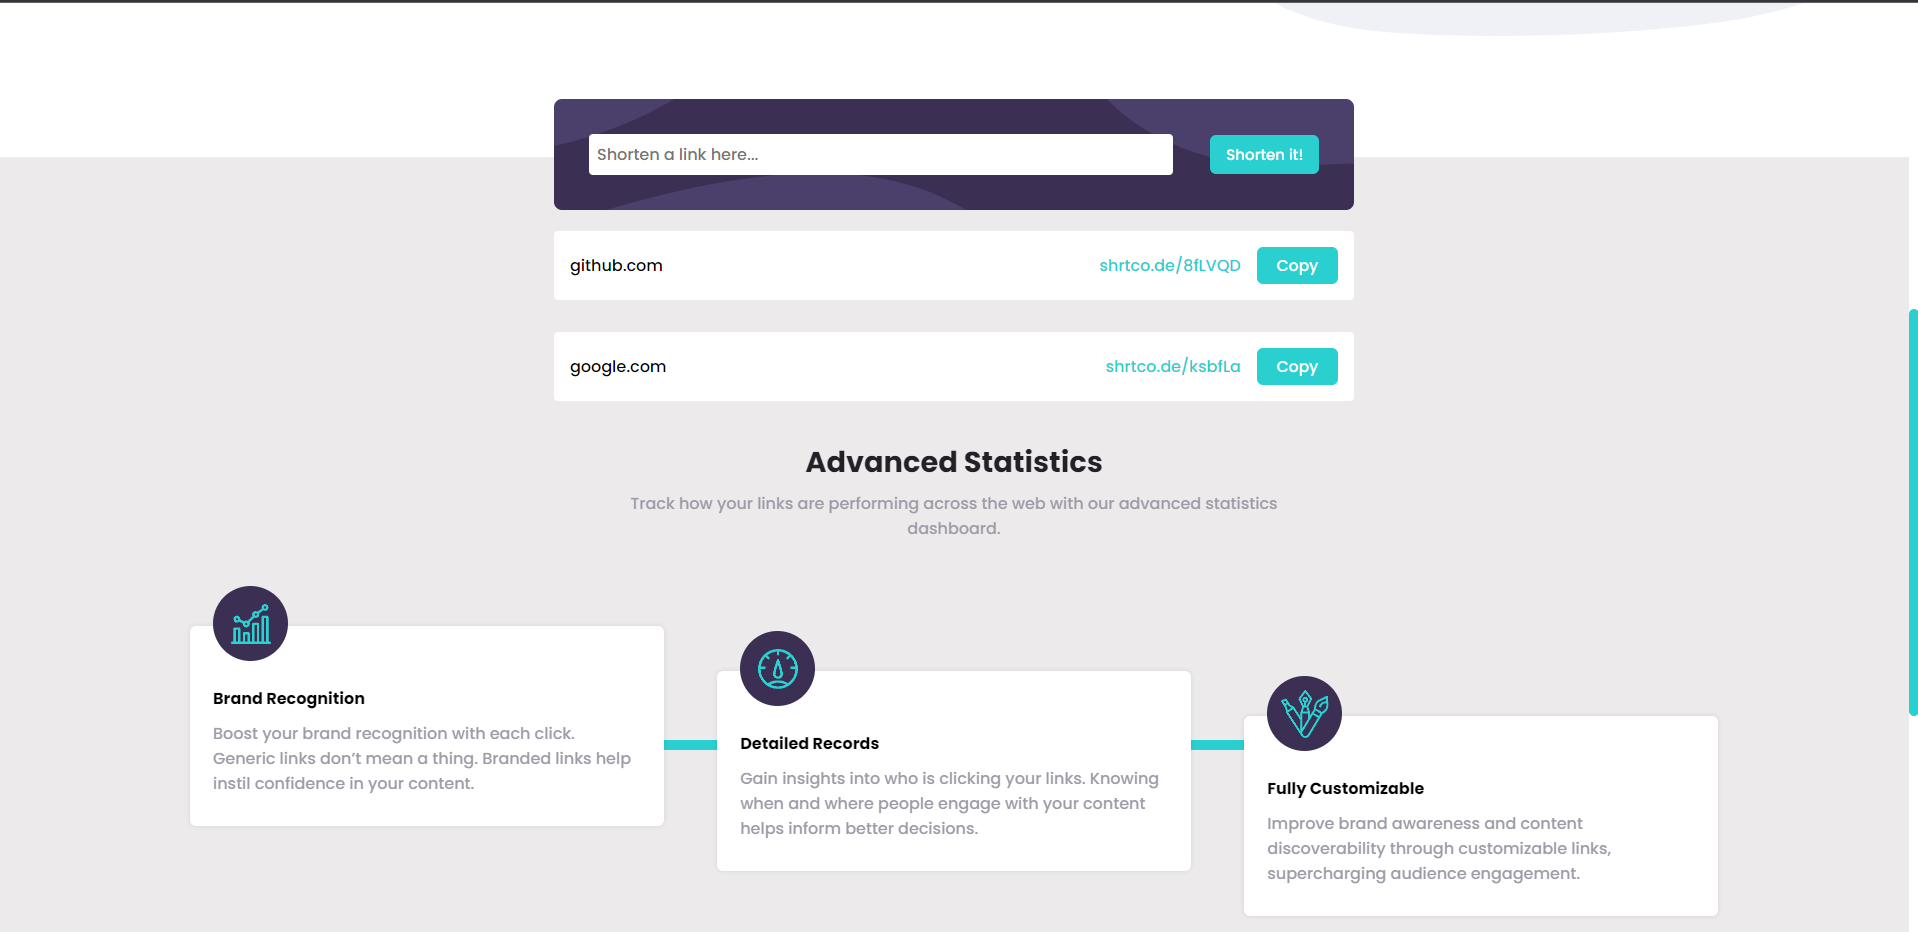 Shorten a link here...
Shorten it!
github.com
shrtco.de/8fLVQD
Copy
google.com
shrtco.de/ksbfLa
Copy
Advanced Statistics
Track how your links are performing across the web with our advanced statistics
dashboard.
Brand Recognition
Boost your brand recognition with each click.
Generic links don’t mean a thing. Branded links help
instil confidence in your content.
Detailed Records
Gain insights into who is clicking your links. Knowing
when and where people engage with your content
helps inform better decisions.
Fully Customizable
Improve brand awareness and content
discoverability through customizable links,
supercharging audience engagement.